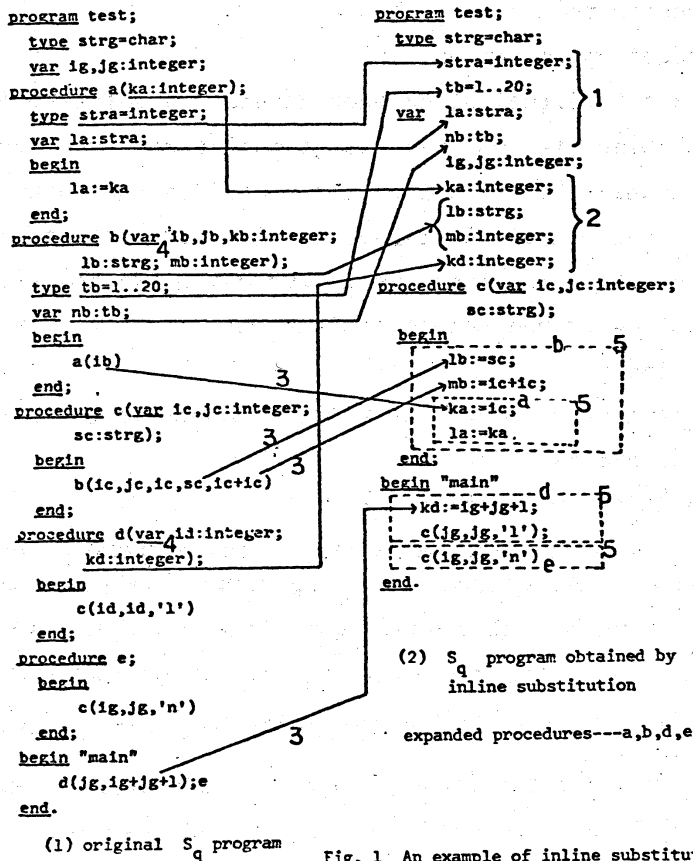 program test;
type strg=char;
var ig,jg:integer;
procedure a(ka:integer);
type stra=integer;
var la:stra;
begin
la:=ka
end;
procedure b(var ib,jb,kb:integer;
4
lb:strg; mb:integer);
type tb=1..20;
var nb:tb;
begin
a(ib)
end;
3
procedure c(var ic,jc:integer;
sc:strg);
3
begin
3
b(ic,jc,ic,sc,ic+ic)
end;
procedure d(var id:integer;
4
kd:integer);
begin
c(id,id,'l')
end;
procedure e;
begin
c(ig,jg,'n')
end;
3
begin "main"
d(jg,ig+jg+1);e
end.
(1) original Sq program
program test;
type strg=char;
stra=integer;
tb=1..20;
1
var la:stra;
nb:tb;
ig,jg:integer;
ka:integer;
lb:strg;
2
mb:integer;
kd:integer;
procedure c(var ic,jc:integer;
sc:strg);
begin
b 5
lb:=sc;
mb:=ic+ic;
a 5
ka:=ic;
la:=ka
end;
begin "main"
d 5
kd:=ig+jg+1;
c(jg,jg,'l');
5
c(ig,jg,'n')
e
end.
(2) Sq program obtained by
inline substitution
expanded procedures---a,b,d,e
Fig. 1 An example of inline substitu